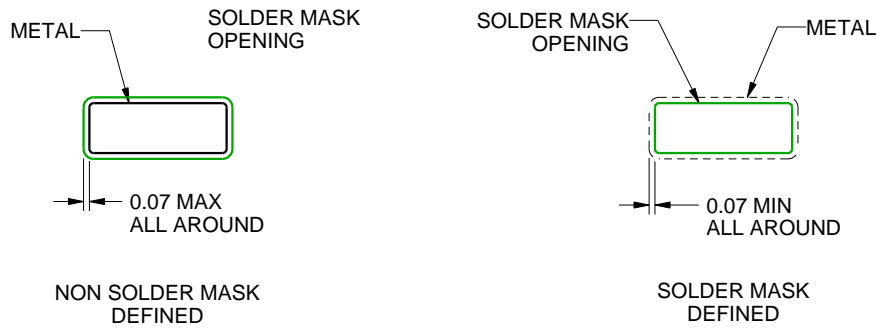 METAL
SOLDER MASK
OPENING
0.07 MAX
ALL AROUND
NON SOLDER MASK
DEFINED
SOLDER MASK
OPENING
METAL
0.07 MIN
ALL AROUND
SOLDER MASK
DEFINED